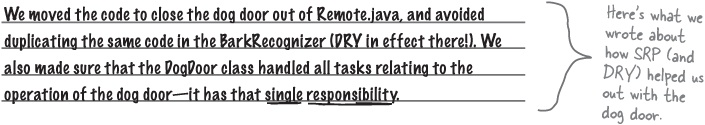 We moved the code to close the dog door out of Remote.java, and avoided
duplicating the same code in the BarkRecognizer (DRY in effect there!). We
also made sure that the DogDoor class handled all tasks relating to the
operation of the dog door—it has that single responsibility.
Here's what we
wrote about
how SRP (and
DRY) helped us
out with the
dog door.